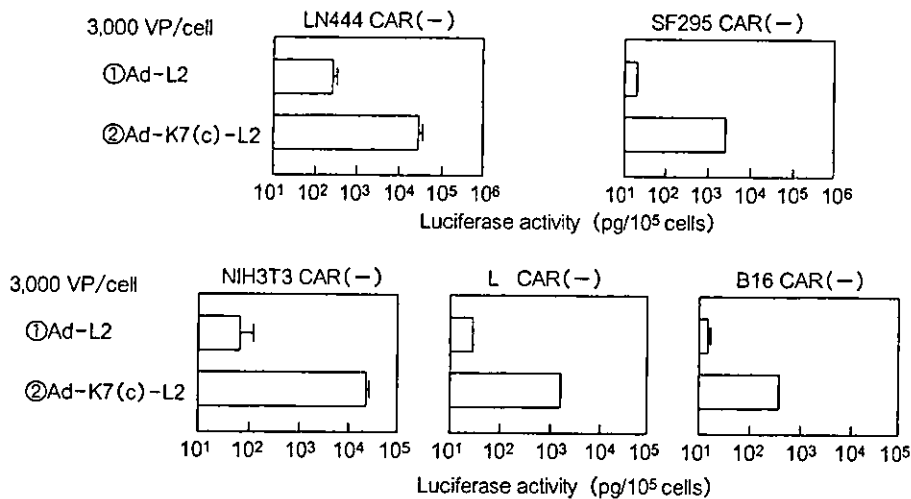 3,000 VP/cell
LN444 CAR(−)
SF295 CAR(−)
①Ad-L2
②Ad-K7(c)-L2
10¹ 10² 10³ 10⁴ 10⁵ 10⁶
10¹ 10² 10³ 10⁴ 10⁵ 10⁶
Luciferase activity (pg/10⁵ cells)
3,000 VP/cell
NIH3T3 CAR(−)
L CAR(−)
B16 CAR(−)
①Ad-L2
②Ad-K7(c)-L2
10¹ 10² 10³ 10⁴ 10⁵
10¹ 10² 10³ 10⁴ 10⁵
10¹ 10² 10³ 10⁴ 10⁵
Luciferase activity (pg/10⁵ cells)